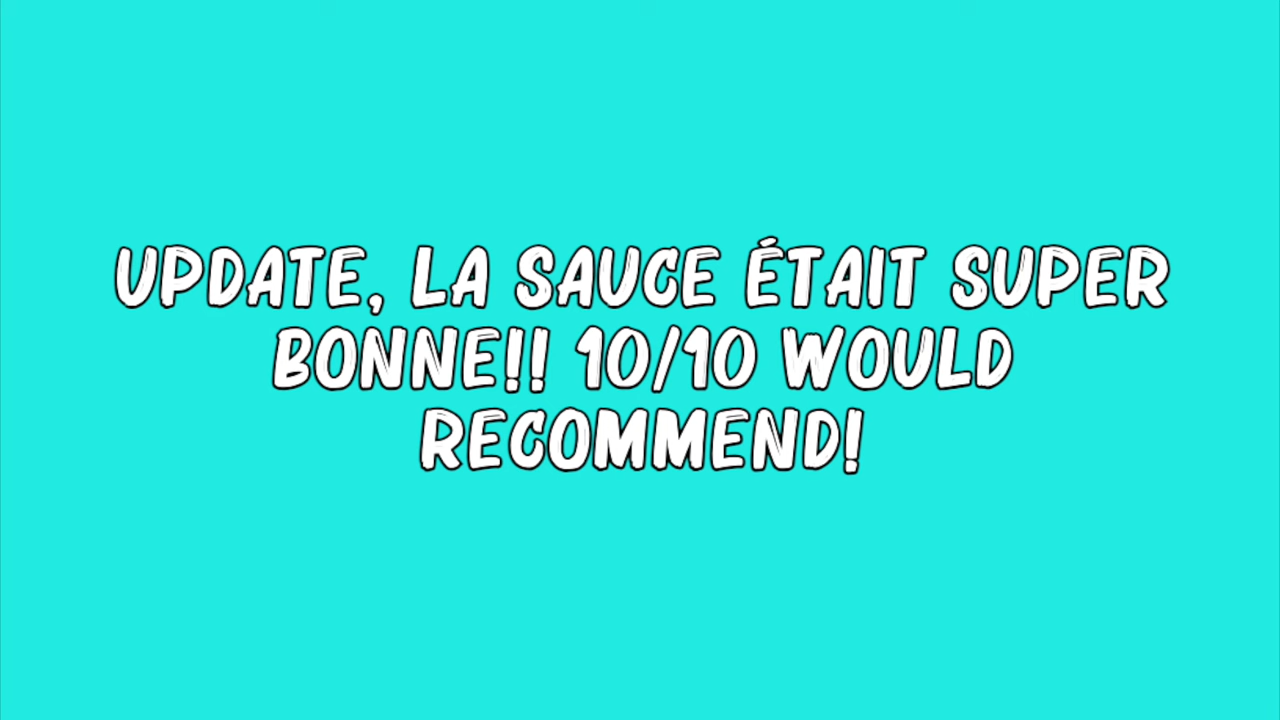 UPDATE, LA SAUCE ÉTAIT SUPER
BONNE!! 10/10 WOULD
RECOMMEND!